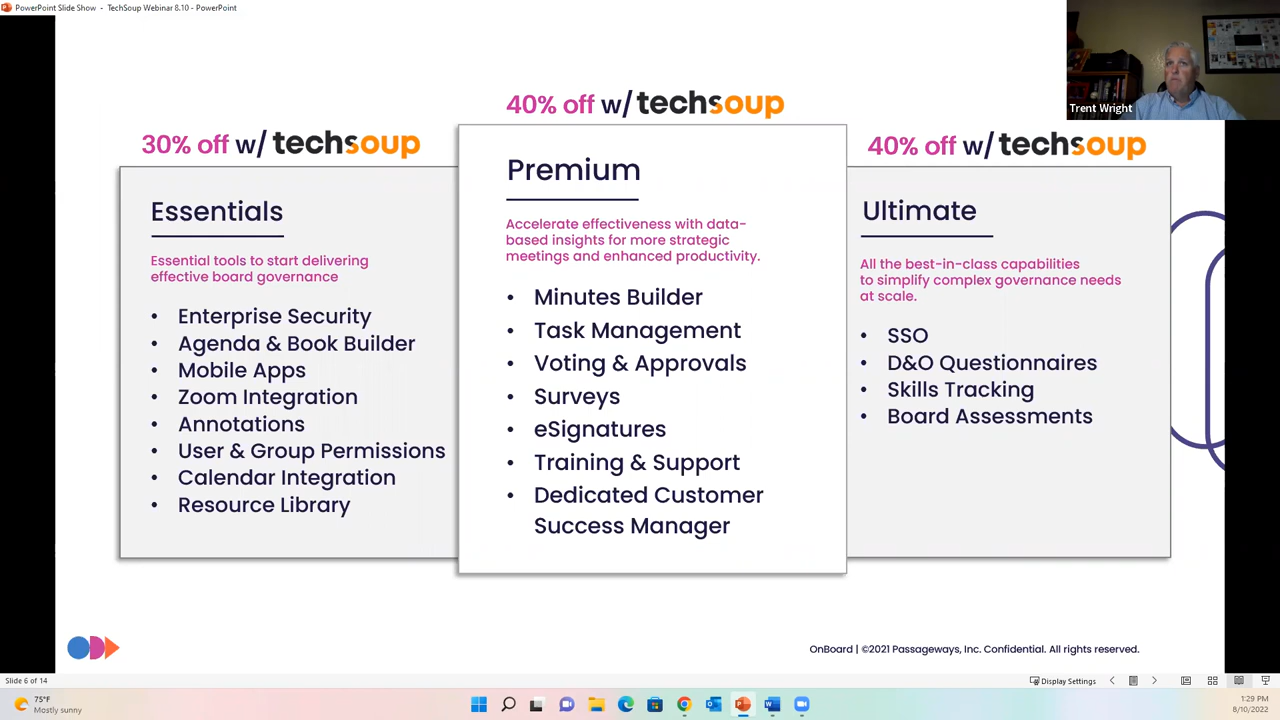 PowerPoint Slide Show - TechSoup Webinar 8.10 - PowerPoint
Trent Wright
30% off w/ techsoup
Essentials
Essential tools to start delivering
effective board governance
• Enterprise Security
• Agenda & Book Builder
• Mobile Apps
• Zoom Integration
• Annotations
• User & Group Permissions
• Calendar Integration
• Resource Library
40% off w/ techsoup
Premium
Accelerate effectiveness with data-
based insights for more strategic
meetings and enhanced productivity.
• Minutes Builder
• Task Management
• Voting & Approvals
• Surveys
• eSignatures
• Training & Support
• Dedicated Customer
Success Manager
40% off w/ techsoup
Ultimate
All the best-in-class capabilities
to simplify complex governance needs
at scale.
• SSO
• D&O Questionnaires
• Skills Tracking
• Board Assessments
OnBoard | ©2021 Passageways, Inc. Confidential. All rights reserved.
Slide 6 of 14
Display Settings
75°F
Mostly sunny
1:29 PM
8/10/2022